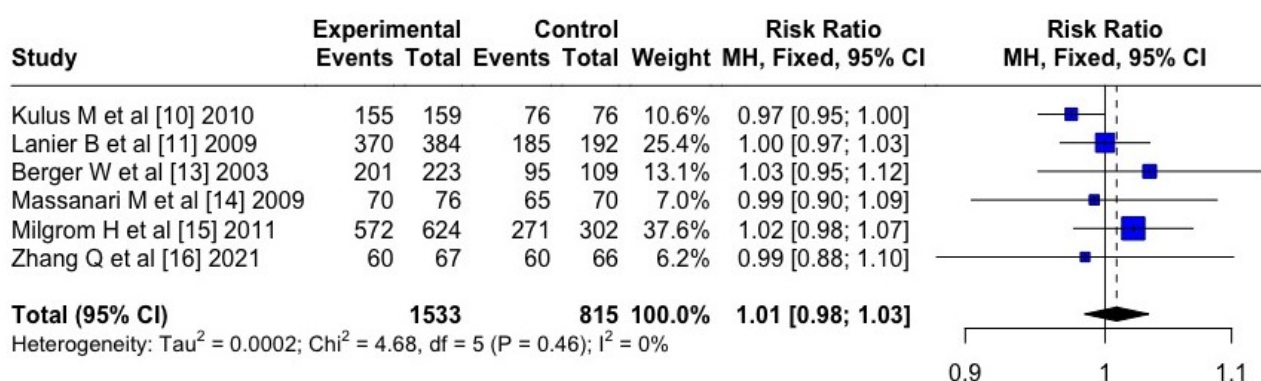 Experimental Control Risk Ratio Risk Ratio
Study Events Total Events Total Weight MH, Fixed, 95% CI MH, Fixed, 95% CI
Kulus M et al [10] 2010 155 159 76 76 10.6% 0.97 [0.95; 1.00]
Lanier B et al [11] 2009 370 384 185 192 25.4% 1.00 [0.97; 1.03]
Berger W et al [13] 2003 201 223 95 109 13.1% 1.03 [0.95; 1.12]
Massanari M et al [14] 2009 70 76 65 70 7.0% 0.99 [0.90; 1.09]
Milgrom H et al [15] 2011 572 624 271 302 37.6% 1.02 [0.98; 1.07]
Zhang Q et al [16] 2021 60 67 60 66 6.2% 0.99 [0.88; 1.10]
Total (95% CI) 1533 815 100.0% 1.01 [0.98; 1.03]
Heterogeneity: Tau² = 0.0002; Chi² = 4.68, df = 5 (P = 0.46); I² = 0%
0.9 1 1.1